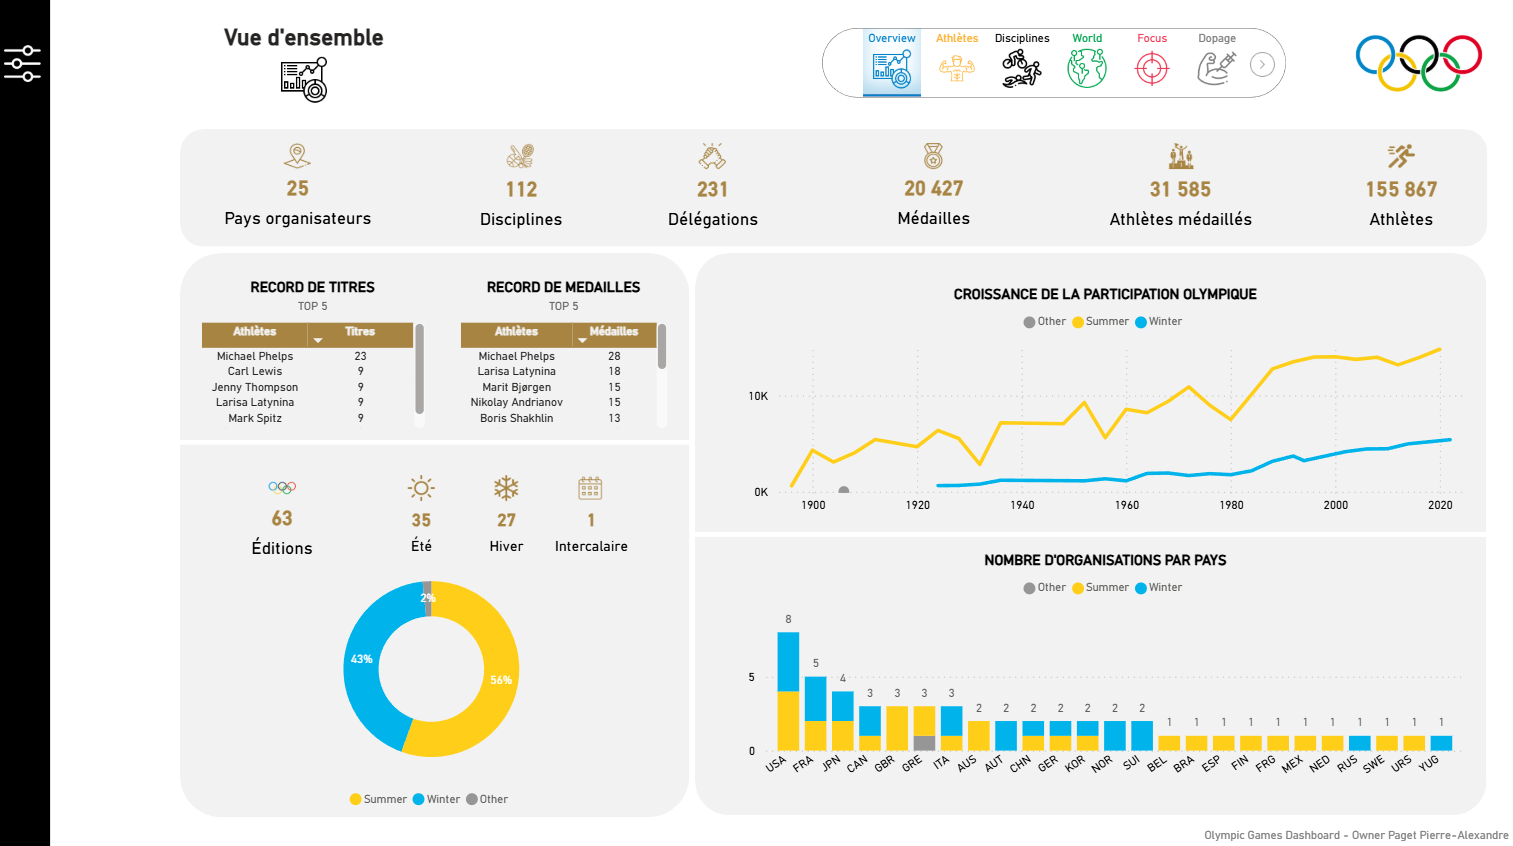 Vue d'ensemble
Overview Athlètes Disciplines World Focus Dopage
25 112 231 20 427 31 585 155 867
Pays organisateurs Disciplines Délégations Médailles Athlètes médaillés Athlètes
RECORD DE TITRES
TOP 5
Athlètes Titres
Michael Phelps 23
Carl Lewis 9
Jenny Thompson 9
Larisa Latynina 9
Mark Spitz 9
RECORD DE MEDAILLES
TOP 5
Athlètes Médailles
Michael Phelps 28
Larisa Latynina 18
Marit Bjørgen 15
Nikolay Andrianov 15
Boris Shakhlin 13
CROISSANCE DE LA PARTICIPATION OLYMPIQUE
Other Summer Winter
10K
0K
1900 1920 1940 1960 1980 2000 2020
63 35 27 1
Éditions Été Hiver Intercalaire
2%
43%
56%
Summer Winter Other
NOMBRE D'ORGANISATIONS PAR PAYS
Other Summer Winter
8 5 4 3 3 3 3 2 2 2 2 2 2 2 1 1 1 1 1 1 1 1 1 1 1
5
0
USA FRA JPN CAN GBR GRE ITA AUS AUT CHN GER KOR NOR SUI BEL BRA ESP FIN FRG MEX NED RUS SWE URS YUG
Olympic Games Dashboard - Owner Paget Pierre-Alexandre